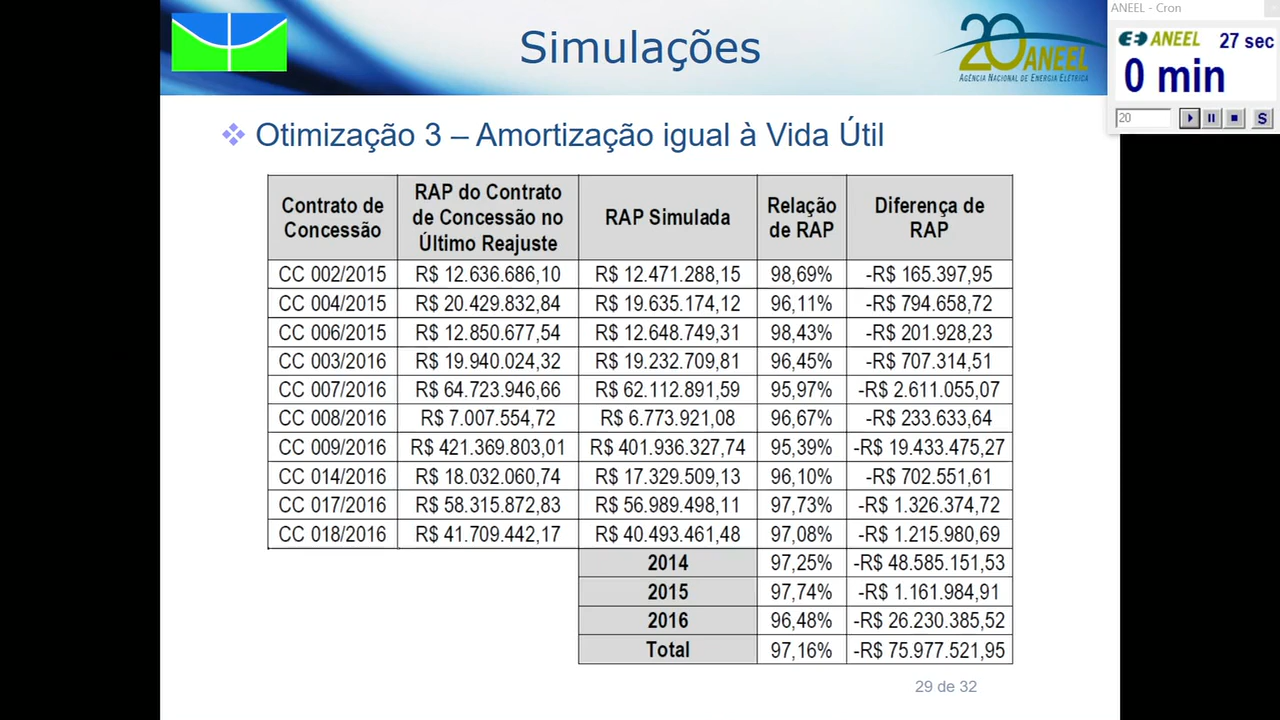 Simulações
20 ANEEL
AGÊNCIA NACIONAL DE ENERGIA ELÉTRICA
ANEEL - Cron
ANEEL 27 sec
0 min
20 S
Otimização 3 – Amortização igual à Vida Útil
Contrato de Concessão RAP do Contrato de Concessão no Último Reajuste RAP Simulada Relação de RAP Diferença de RAP
CC 002/2015 R$ 12.636.686,10 R$ 12.471.288,15 98,69% -R$ 165.397,95
CC 004/2015 R$ 20.429.832,84 R$ 19.635.174,12 96,11% -R$ 794.658,72
CC 006/2015 R$ 12.850.677,54 R$ 12.648.749,31 98,43% -R$ 201.928,23
CC 003/2016 R$ 19.940.024,32 R$ 19.232.709,81 96,45% -R$ 707.314,51
CC 007/2016 R$ 64.723.946,66 R$ 62.112.891,59 95,97% -R$ 2.611.055,07
CC 008/2016 R$ 7.007.554,72 R$ 6.773.921,08 96,67% -R$ 233.633,64
CC 009/2016 R$ 421.369.803,01 R$ 401.936.327,74 95,39% -R$ 19.433.475,27
CC 014/2016 R$ 18.032.060,74 R$ 17.329.509,13 96,10% -R$ 702.551,61
CC 017/2016 R$ 58.315.872,83 R$ 56.989.498,11 97,73% -R$ 1.326.374,72
CC 018/2016 R$ 41.709.442,17 R$ 40.493.461,48 97,08% -R$ 1.215.980,69
2014 97,25% -R$ 48.585.151,53
2015 97,74% -R$ 1.161.984,91
2016 96,48% -R$ 26.230.385,52
Total 97,16% -R$ 75.977.521,95
29 de 32